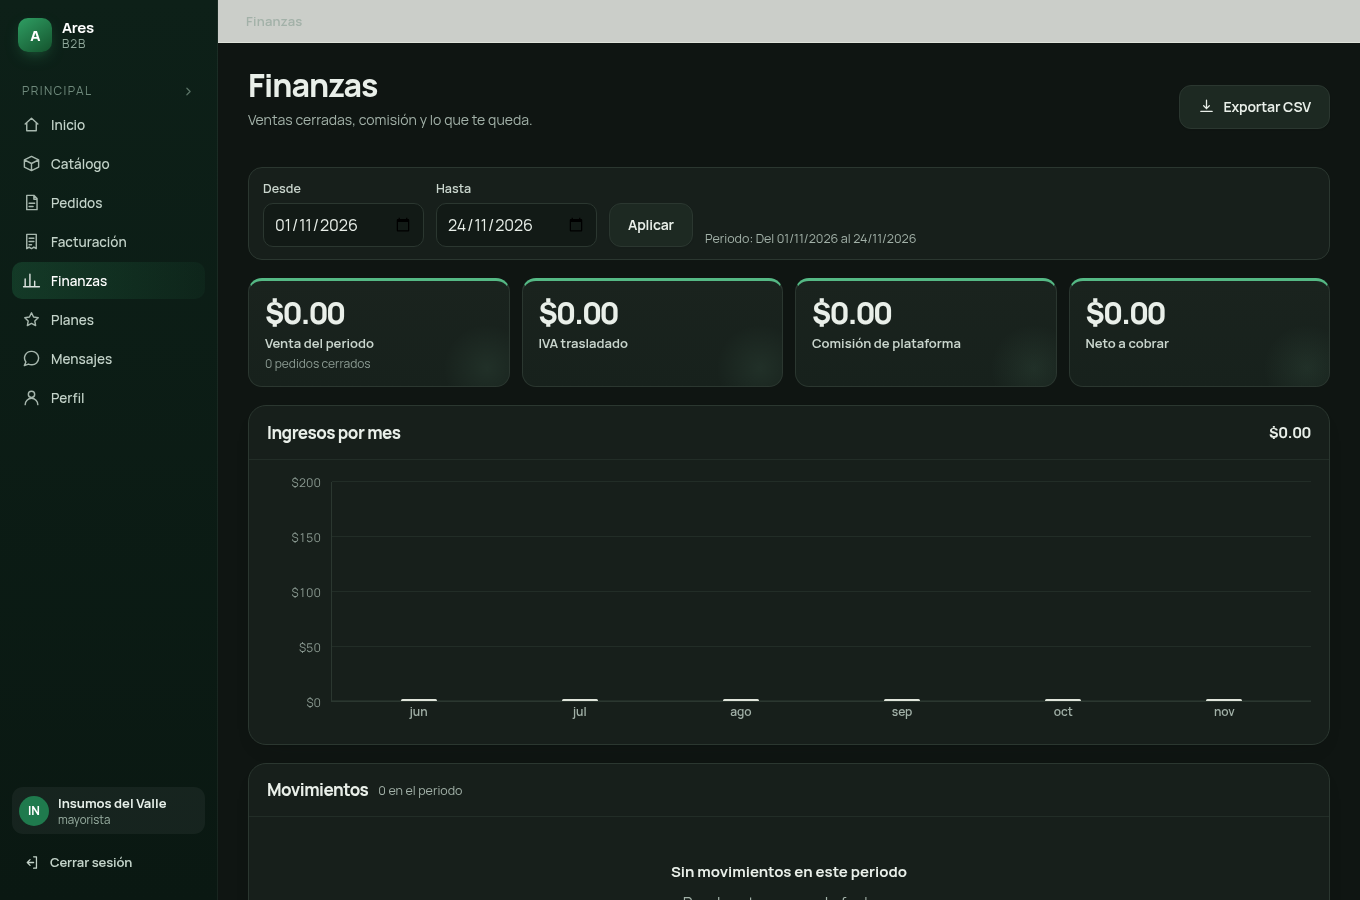 A
Ares
B2B
PRINCIPAL
Inicio
Catálogo
Pedidos
Facturación
Finanzas
Planes
Mensajes
Perfil
IN
Insumos del Valle
mayorista
Cerrar sesión
Finanzas
Finanzas
Ventas cerradas, comisión y lo que te queda.
Exportar CSV
Desde
Hasta
01/11/2026
24/11/2026
Aplicar
Periodo: Del 01/11/2026 al 24/11/2026
$0.00
Venta del periodo
0 pedidos cerrados
$0.00
IVA trasladado
$0.00
Comisión de plataforma
$0.00
Neto a cobrar
Ingresos por mes
$0.00
$200
$150
$100
$50
$0
jun
jul
ago
sep
oct
nov
Movimientos
0 en el periodo
Sin movimientos en este periodo